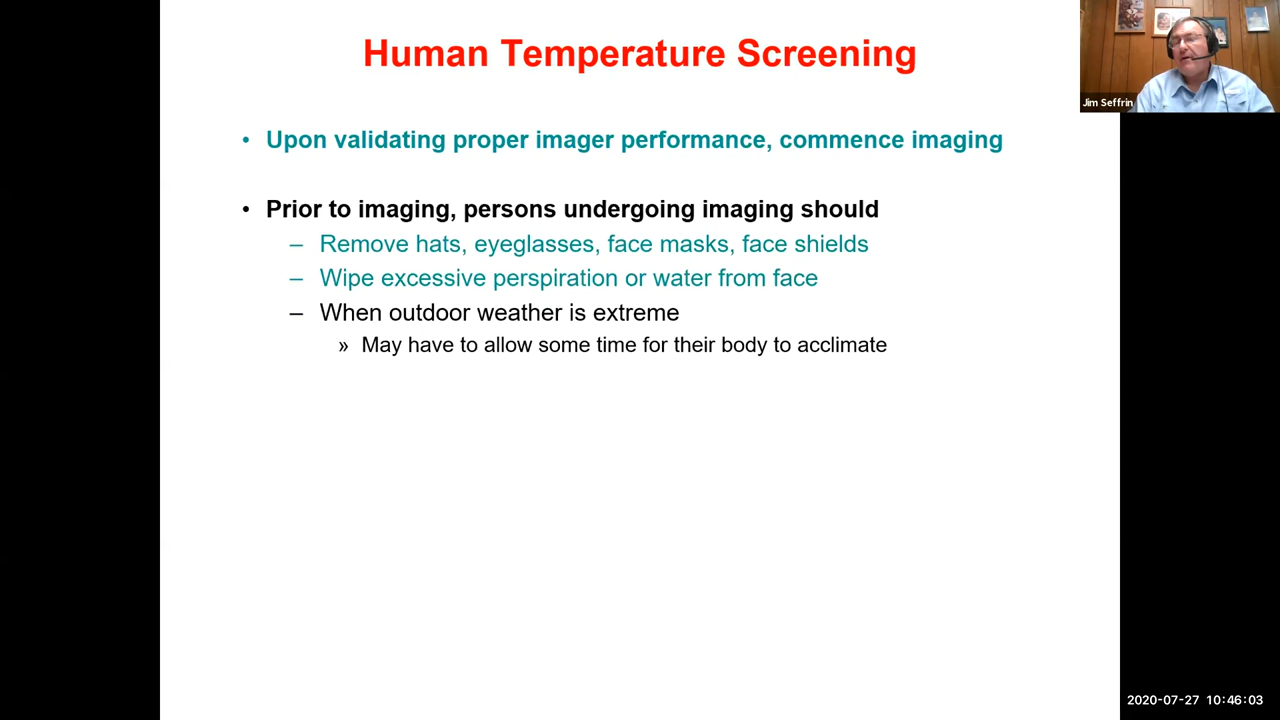 Human Temperature Screening
Jim Seffrin
• Upon validating proper imager performance, commence imaging
• Prior to imaging, persons undergoing imaging should
– Remove hats, eyeglasses, face masks, face shields
– Wipe excessive perspiration or water from face
– When outdoor weather is extreme
» May have to allow some time for their body to acclimate
2020-07-27 10:46:03